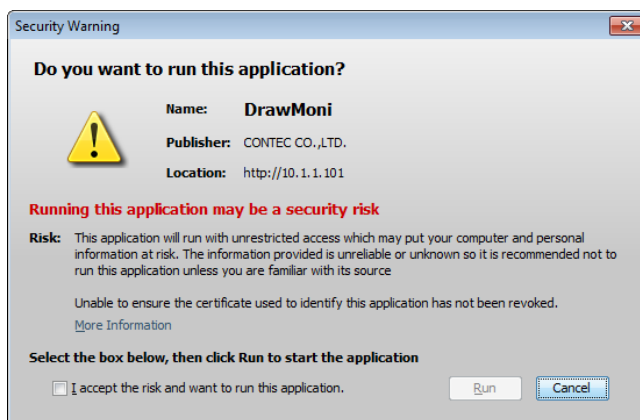 Security Warning
Do you want to run this application?
Name: DrawMoni
Publisher: CONTEC CO.,LTD.
Location: http://10.1.1.101
Running this application may be a security risk
Risk: This application will run with unrestricted access which may put your computer and personal
information at risk. The information provided is unreliable or unknown so it is recommended not to
run this application unless you are familiar with its source
Unable to ensure the certificate used to identify this application has not been revoked.
More Information
Select the box below, then click Run to start the application
I accept the risk and want to run this application.
Run Cancel